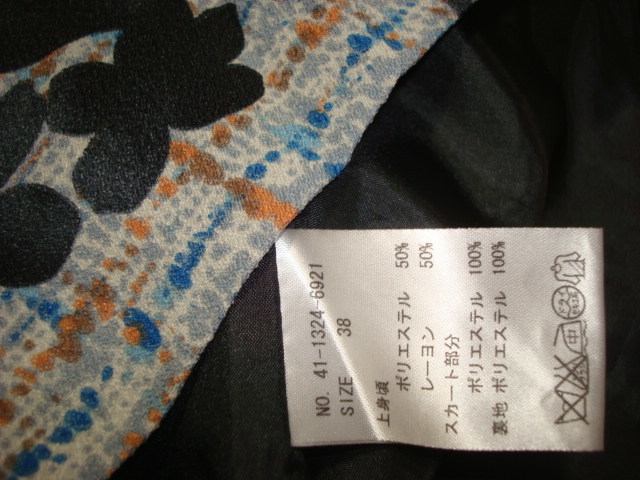 NO. 41-1324-6921
SIZE 38
上身頃
ポリエステル 50%
レーヨン 50%
スカート部分
ポリエステル 100%
裏地 ポリエステル 100%
中